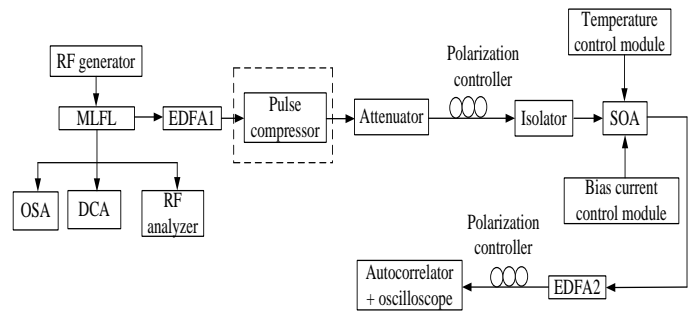 Temperature
control module
Polarization
controller
RF generator
MLFL
EDFA1
Pulse
compressor
Attenuator
Isolator
SOA
OSA
DCA
RF
analyzer
Bias current
control module
Polarization
controller
Autocorrelator
+ oscilloscope
EDFA2